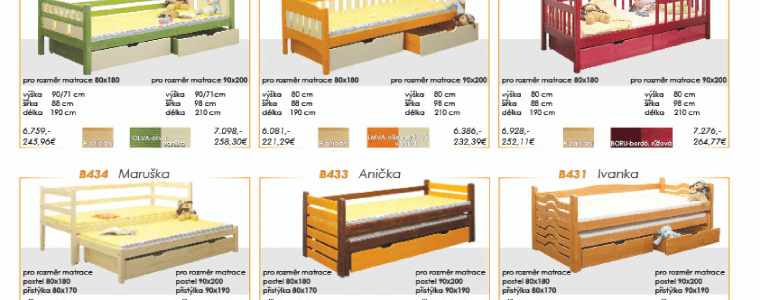 pro rozměr matrace 80x180 pro rozměr matrace 90x200
výška 90/71 cm výška 90/71cm
šířka 88 cm šířka 98 cm
délka 190 cm délka 210 cm
6.759,- 7.098,-
245,96€ P-přírodní OLVA-oliva, vanilka 258,30€
pro rozměr matrace 80x180 pro rozměr matrace 90x200
výška 80 cm výška 80 cm
šířka 88 cm šířka 98 cm
délka 190 cm délka 210 cm
6.081,- 6.386,-
221,29€ P-přírodní vanilka 232,39€
pro rozměr matrace 80x180 pro rozměr matrace 90x200
výška 80 cm výška 80 cm
šířka 88 cm šířka 98 cm
délka 190 cm délka 210 cm
6.928,- 7.276,-
252,11€ P-přírodní BORU-bordó, růžová 264,77€
B434 Maruška
pro rozměr matrace pro rozměr matrace
postel 80x180 postel 90x200
přistýlka 80x170 přistýlka 90x190
B433 Anička
pro rozměr matrace pro rozměr matrace
postel 80x180 postel 90x200
přistýlka 80x170 přistýlka 90x190
B431 Ivanka
pro rozměr matrace pro rozměr matrace
postel 80x180 postel 90x200
přistýlka 80x170 přistýlka 90x190